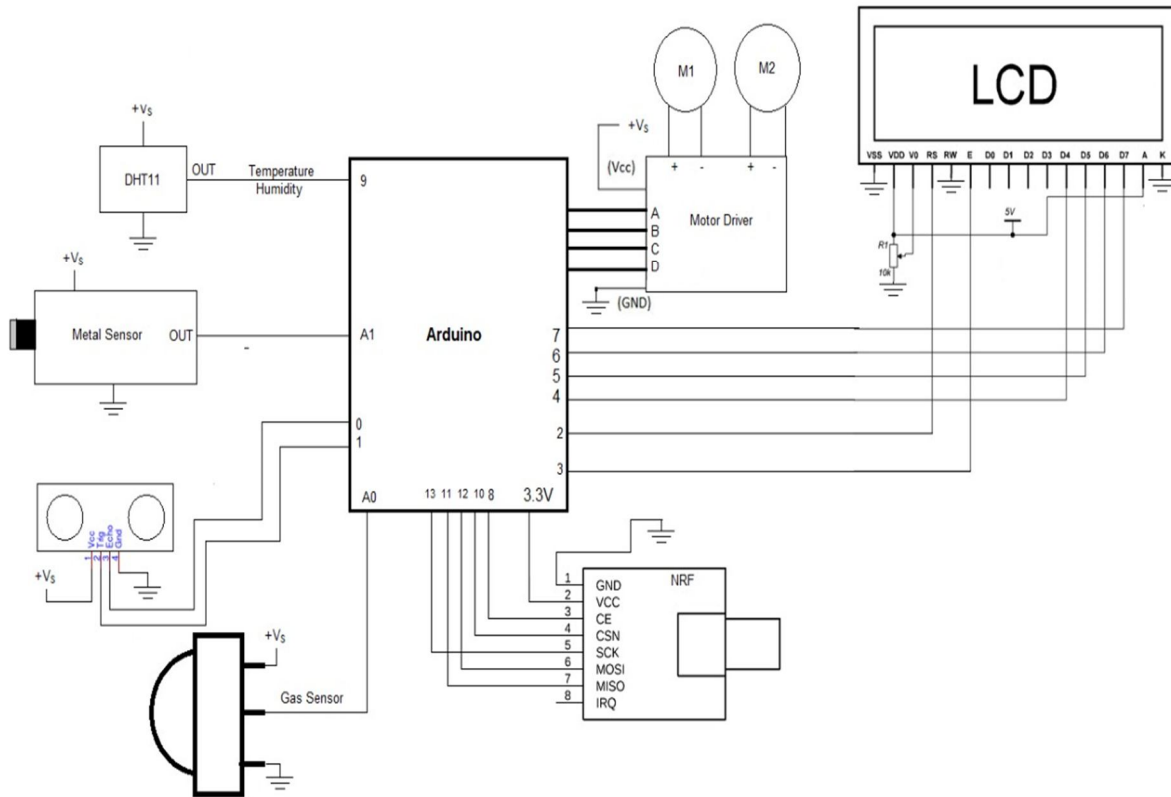 M1
M2
LCD
VSS VDD V0 RS RW E D0 D1 D2 D3 D4 D5 D6 D7 A K
5V
R1
10k
+Vs
DHT11
OUT
Temperature
Humidity
9
+Vs
(Vcc)
+ - + -
Motor Driver
A
B
C
D
(GND)
+Vs
Metal Sensor
OUT
-
A1
Arduino
7
6
5
4
2
3
0
1
A0
13 11 12 10 8
3.3V
Vcc
Trig
Echo
Gnd
1
2
3
4
+Vs
+Vs
Gas Sensor
NRF
1 GND
2 VCC
3 CE
4 CSN
5 SCK
6 MOSI
7 MISO
8 IRQ